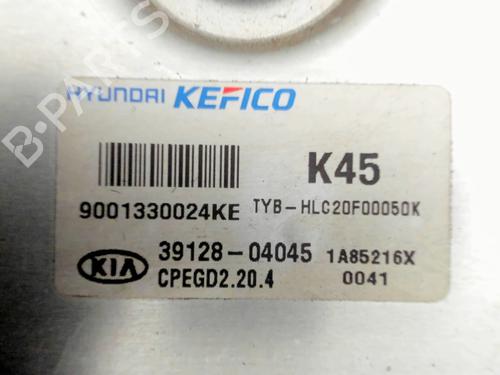 B-PARTS
HYUNDAI KEFICO
K45
9001330024KE TYB-HLC20F00050K
KIA 39128-04045 1A85216X
CPEGD2.20.4 0041